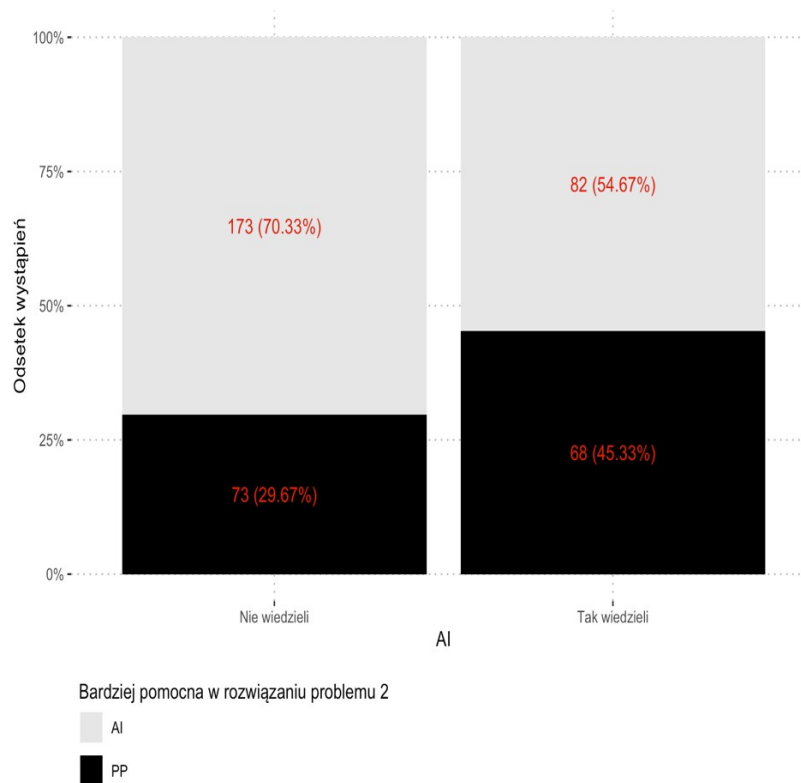 100%
75%
50%
25%
0%
Odsetek wystąpień
173 (70.33%)
82 (54.67%)
73 (29.67%)
68 (45.33%)
Nie wiedzieli
Tak wiedzieli
AI
Bardziej pomocna w rozwiązaniu problemu 2
AI
PP